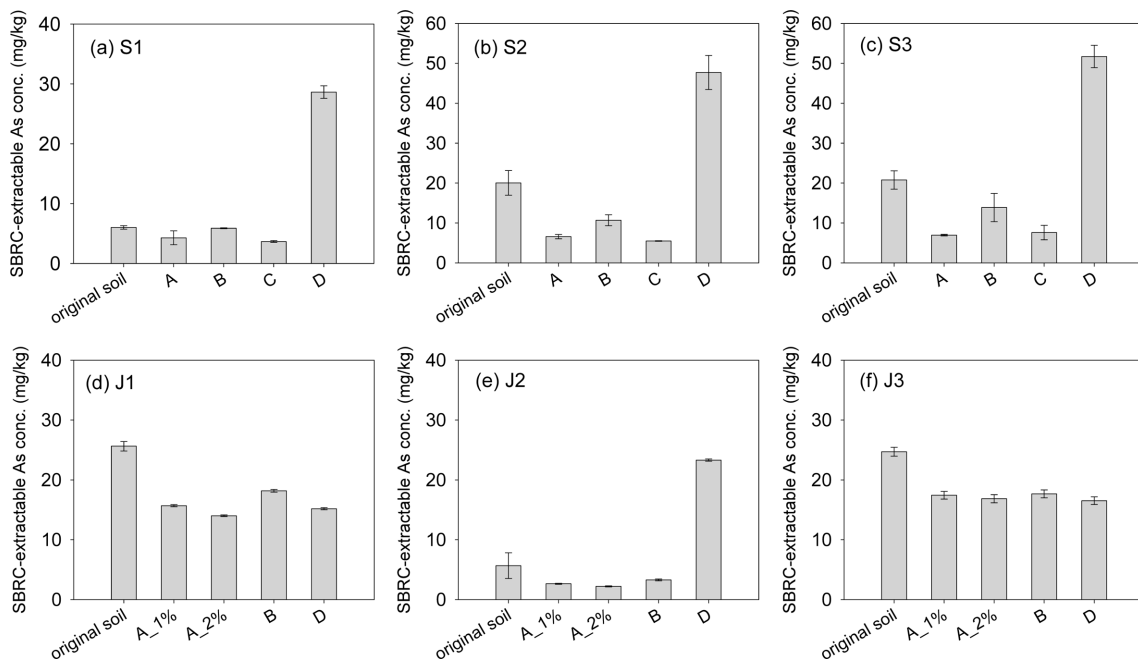 (a) S1
SBRC-extractable As conc. (mg/kg)
40
30
20
10
0
original soil
A
B
C
D
(b) S2
SBRC-extractable As conc. (mg/kg)
60
50
40
30
20
10
0
original soil
A
B
C
D
(c) S3
SBRC-extractable As conc. (mg/kg)
60
50
40
30
20
10
0
original soil
A
B
C
D
(d) J1
SBRC-extractable As conc. (mg/kg)
40
30
20
10
0
original soil
A_1%
A_2%
B
D
(e) J2
SBRC-extractable As conc. (mg/kg)
40
30
20
10
0
original soil
A_1%
A_2%
B
D
(f) J3
SBRC-extractable As conc. (mg/kg)
40
30
20
10
0
original soil
A_1%
A_2%
B
D